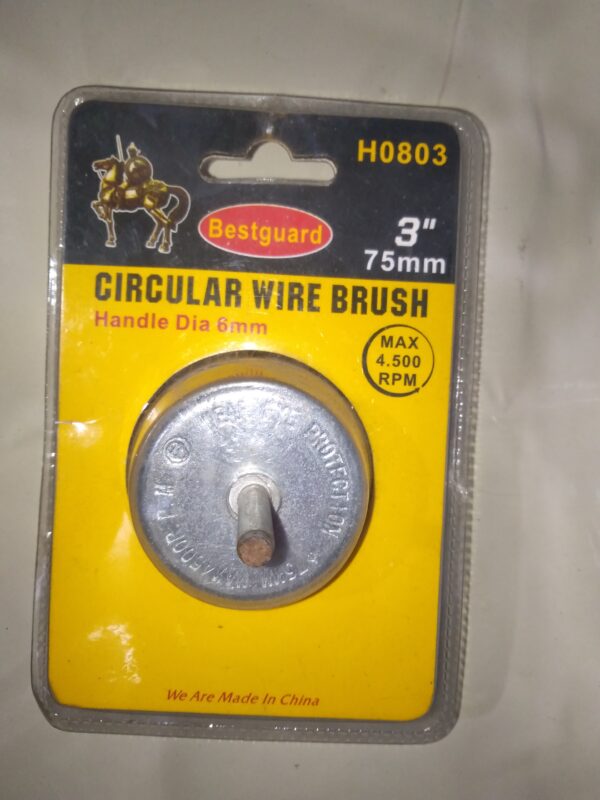 H0803
Bestguard
3"
75mm
CIRCULAR WIRE BRUSH
Handle Dia 6mm
MAX
4.500
RPM
PROTECTION
We Are Made In China